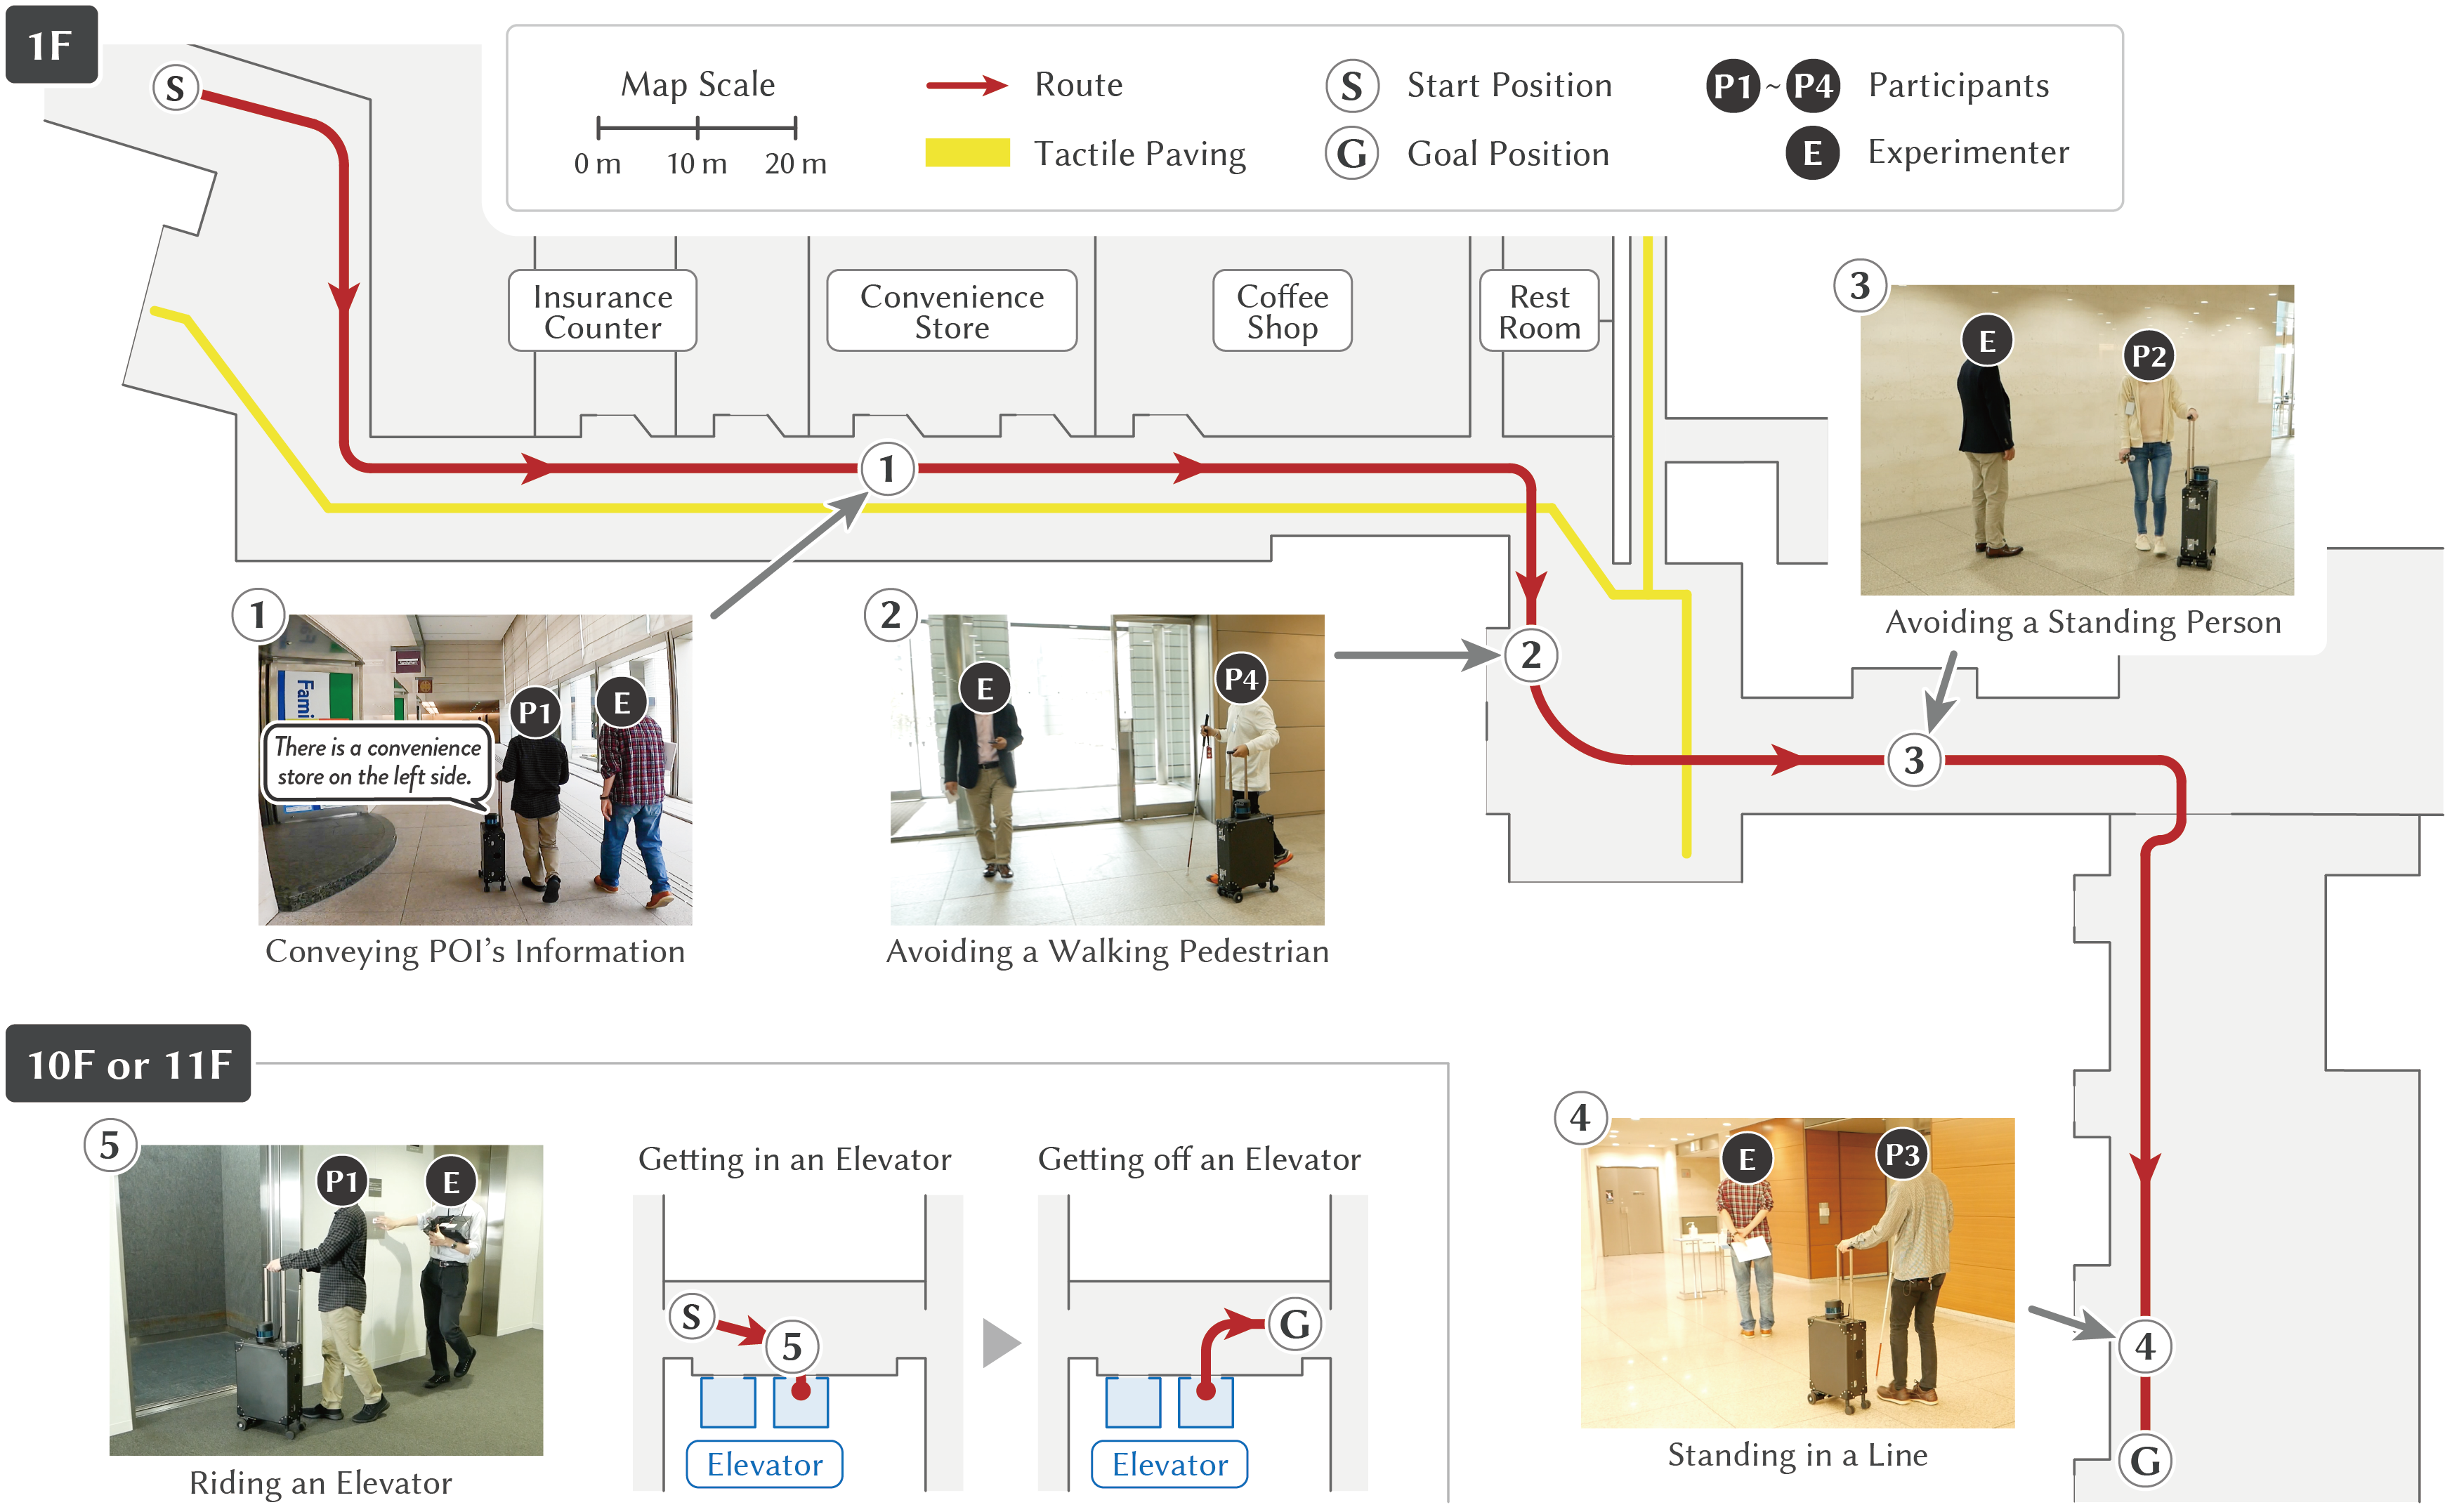 1F
Map Scale
0 m 10 m 20 m
Route
Tactile Paving
S Start Position
G Goal Position
P1 ~ P4 Participants
E Experimenter
S
Insurance
Counter
Convenience
Store
Coffee
Shop
Rest
Room
1
2
3
4
G
3
E
P2
Avoiding a Standing Person
1
Fami
P1
E
There is a convenience
store on the left side.
Conveying POI's Information
2
E
P4
Avoiding a Walking Pedestrian
10F or 11F
5
P1
E
Riding an Elevator
Getting in an Elevator
S
5
Elevator
Getting off an Elevator
G
Elevator
4
E
P3
Standing in a Line